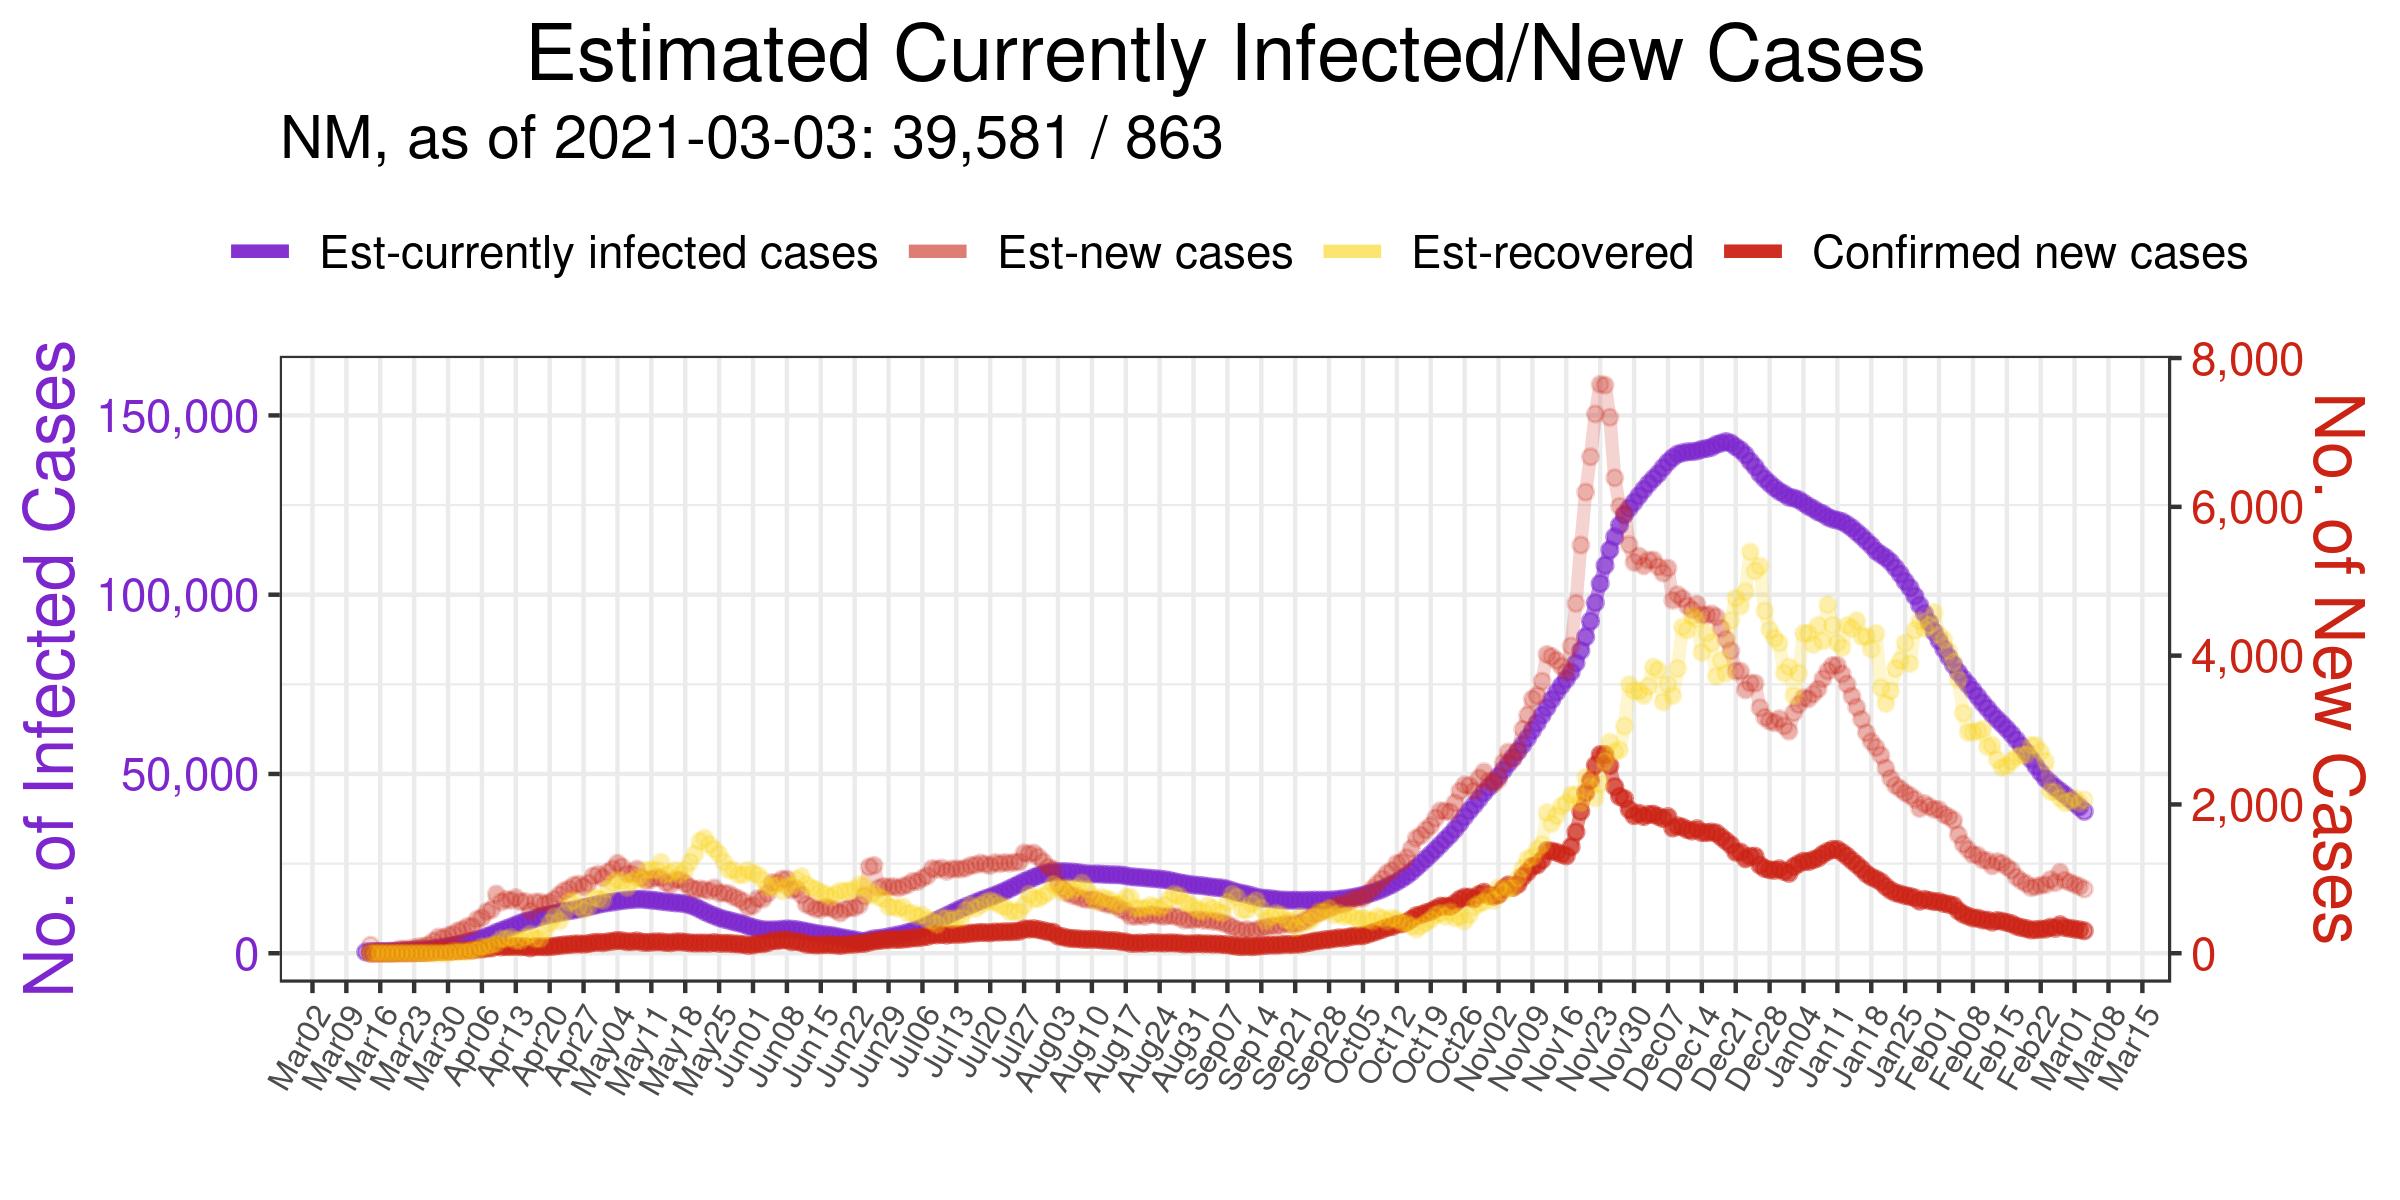 Estimated Currently Infected/New Cases
NM, as of 2021-03-03: 39,581 / 863
Est-currently infected cases
Est-new cases
Est-recovered
Confirmed new cases
No. of Infected Cases
150,000
100,000
50,000
0
8,000
6,000
4,000
2,000
0
No. of New Cases
Mar02
Mar09
Mar16
Mar23
Mar30
Apr06
Apr13
Apr20
Apr27
May04
May11
May18
May25
Jun01
Jun08
Jun15
Jun22
Jun29
Jul06
Jul13
Jul20
Jul27
Aug03
Aug10
Aug17
Aug24
Aug31
Sep07
Sep14
Sep21
Sep28
Oct05
Oct12
Oct19
Oct26
Nov02
Nov09
Nov16
Nov23
Nov30
Dec07
Dec14
Dec21
Dec28
Jan04
Jan11
Jan18
Jan25
Feb01
Feb08
Feb15
Feb22
Mar01
Mar08
Mar15